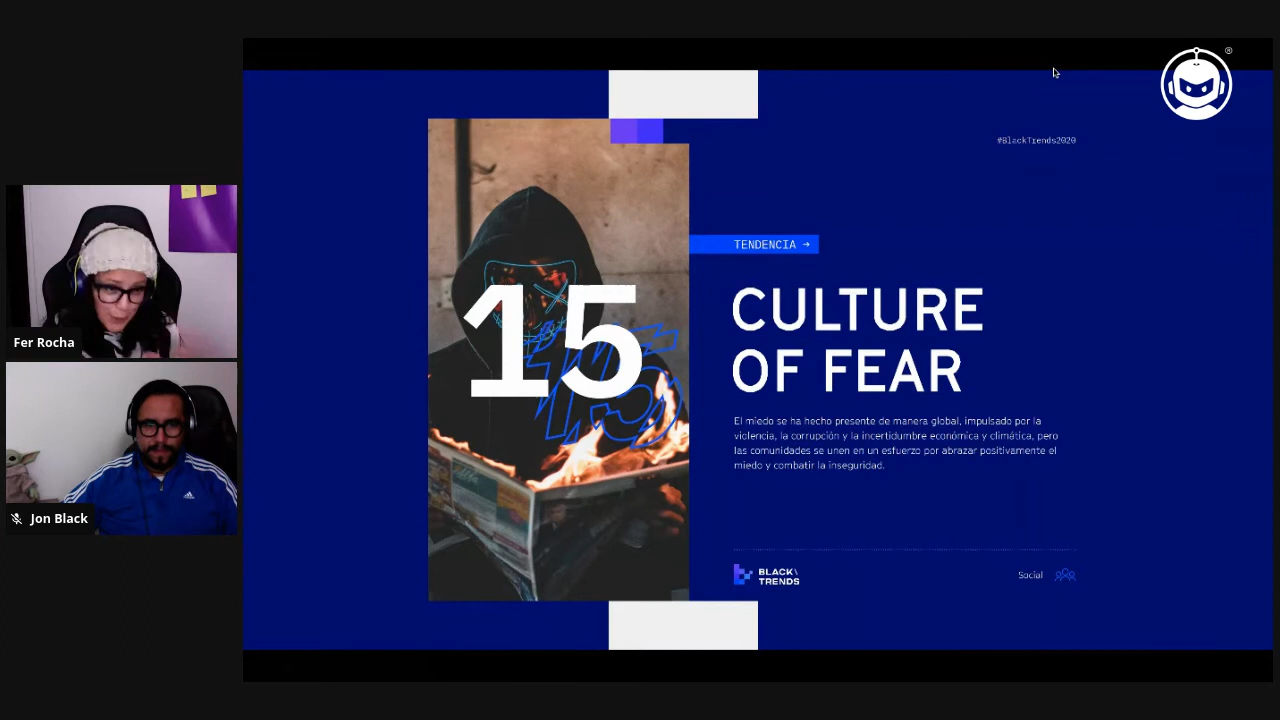 ®
#BlackTrends2020
TENDENCIA →
15
CULTURE
OF FEAR
El miedo se ha hecho presente de manera global, impulsado por la
violencia, la corrupción y la incertidumbre económica y climática, pero
las comunidades se unen en un esfuerzo por abrazar positivamente el
miedo y combatir la inseguridad.
BLACK\
TRENDS
Social
Fer Rocha
Jon Black